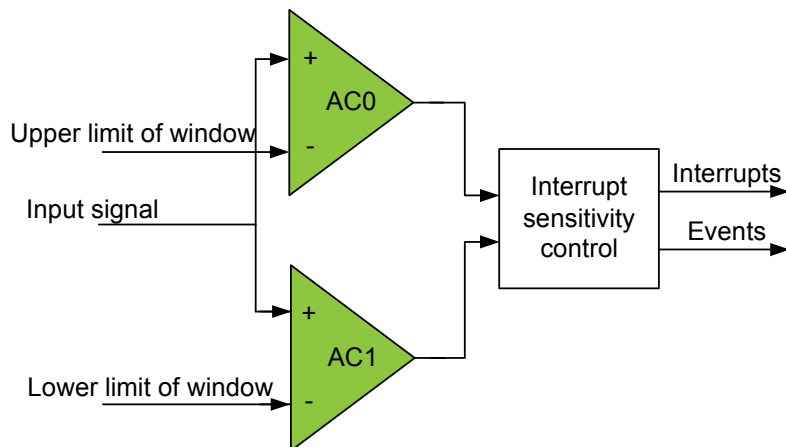 +
AC0
-
Upper limit of window
Input signal
Interrupt
sensitivity
control
Interrupts
Events
+
AC1
-
Lower limit of window